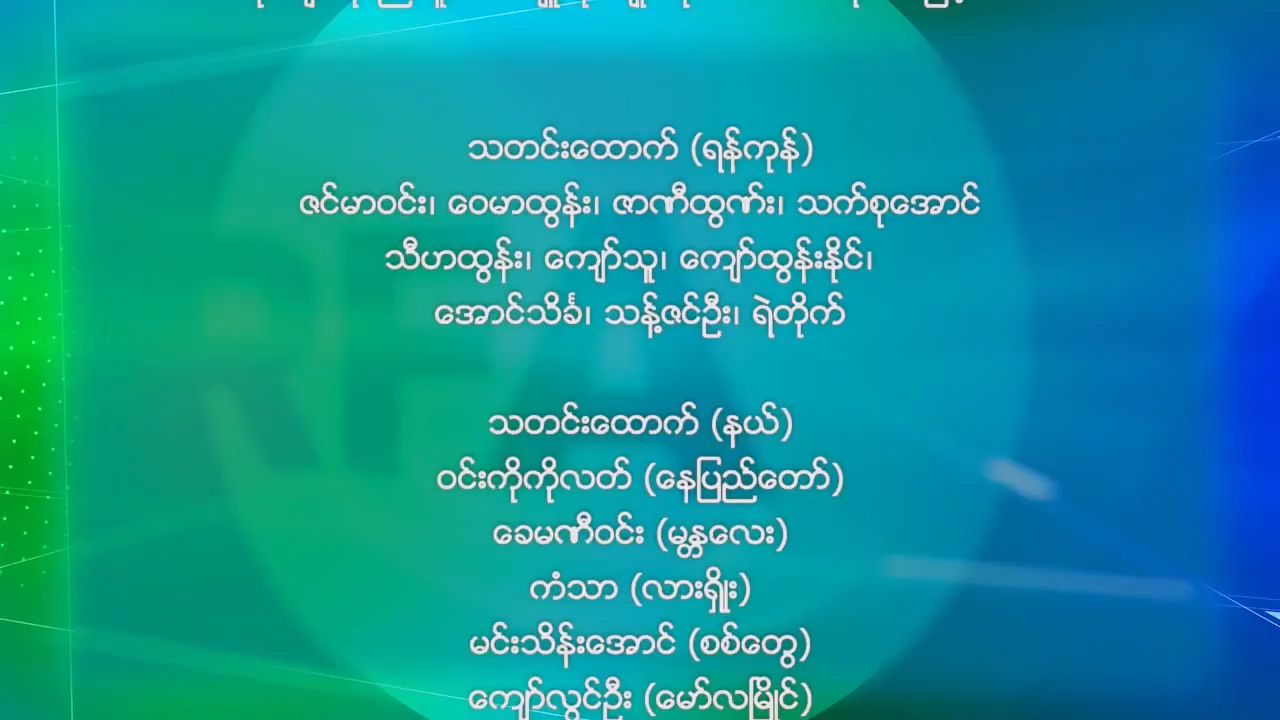 သတင်းထောက် (ရန်ကုန်)
ဇင်မာဝင်း၊ ဝေမာထွန်း၊ ဇာဏီထွဏ်း၊ သက်စုအောင်
သီဟထွန်း၊ ကျော်သူ၊ ကျော်ထွန်းနိုင်၊
အောင်သိင်္ခ၊ သန့်ဇင်ဦး၊ ရဲတိုက်
သတင်းထောက် (နယ်)
ဝင်းကိုကိုလတ် (နေပြည်တော်)
ခေမဏီဝင်း (မန္တလေး)
ကံသာ (လားရှိုး)
မင်းသိန်းအောင် (စစ်တွေ)
ကျော်လွင်ဦး (မော်လမြိုင်)